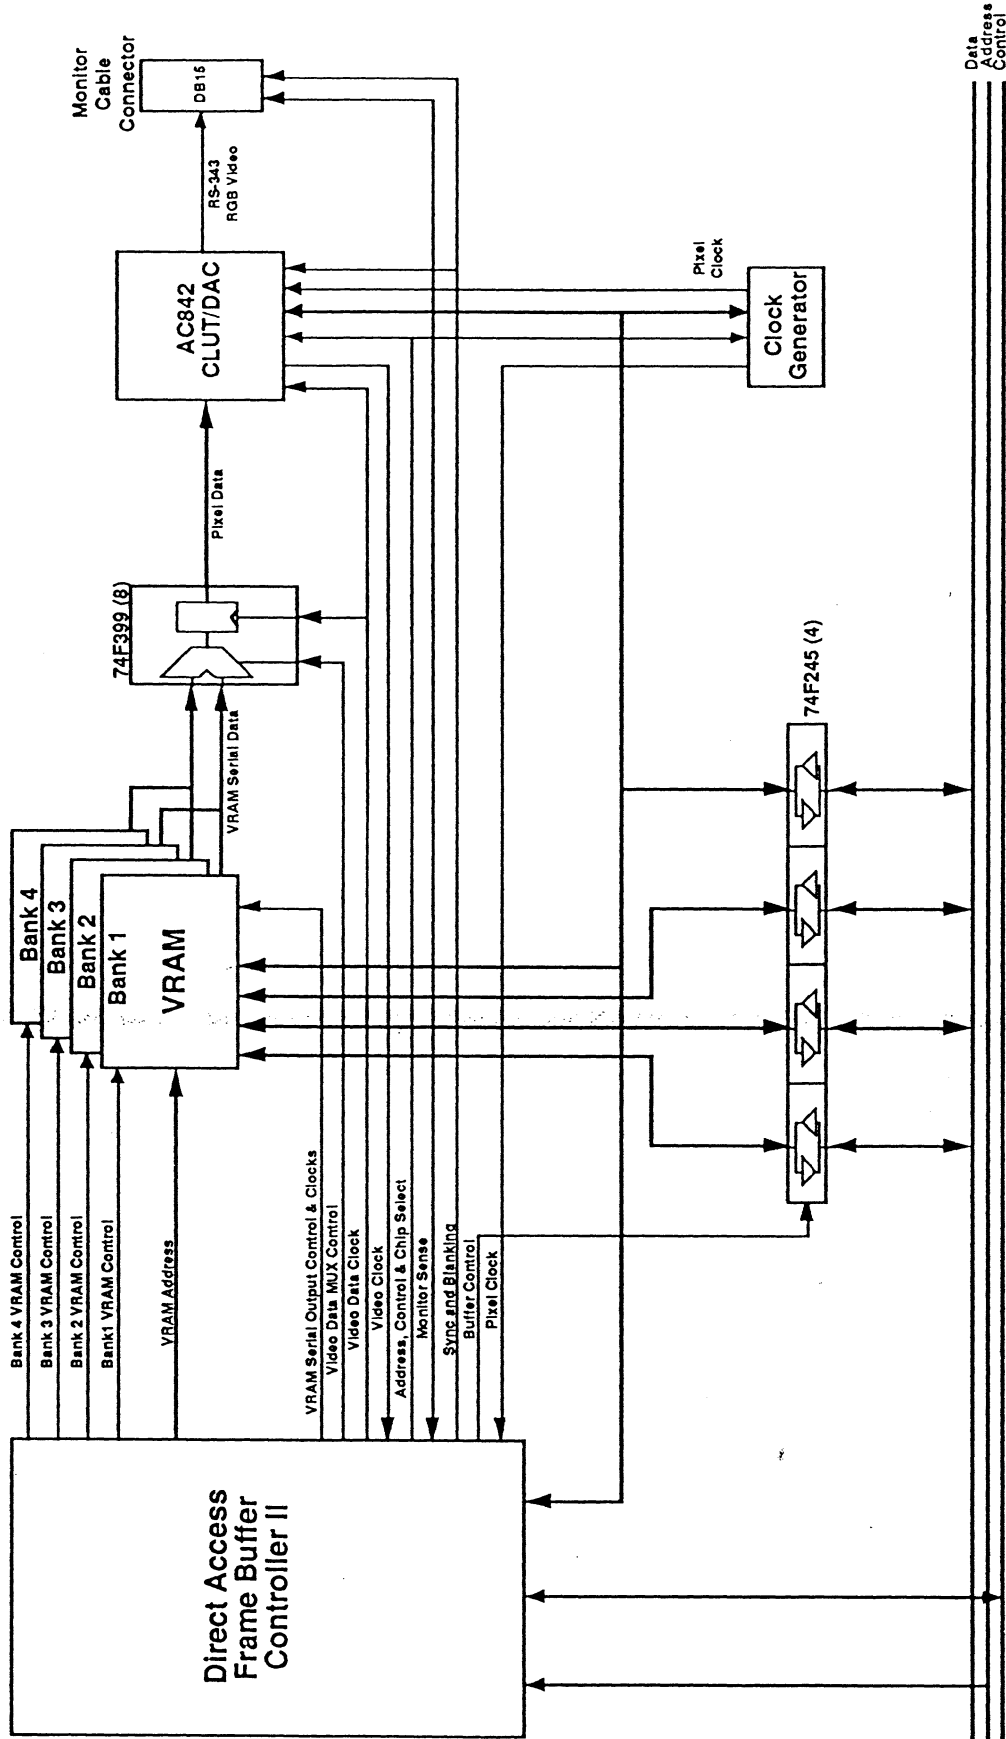 Monitor
Cable
Connector
DB15
RS-343
RGB Video
AC842
CLUT/DAC
Pixel
Clock
Clock
Generator
Pixel Data
74F399 (8)
VRAM Serial Data
Bank 4
Bank 3
Bank 2
Bank 1
VRAM
74F245 (4)
Bank 4 VRAM Control
Bank 3 VRAM Control
Bank 2 VRAM Control
Bank1 VRAM Control
VRAM Address
VRAM Serial Output Control & Clocks
Video Data MUX Control
Video Data Clock
Video Clock
Address, Control & Chip Select
Monitor Sense
Sync and Blanking
Buffer Control
Pixel Clock
Direct Access
Frame Buffer
Controller II
Data
Address
Control